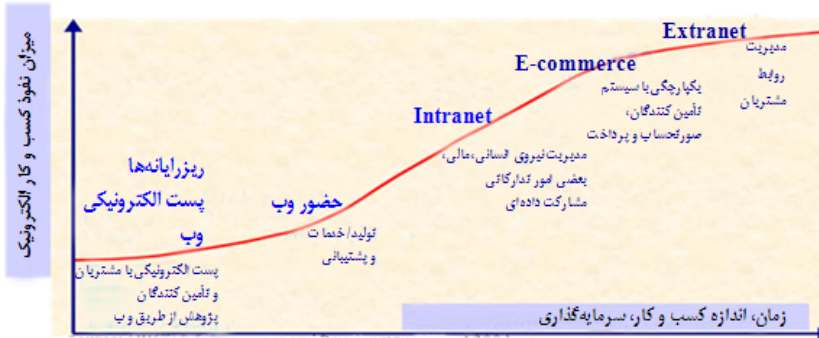 میزان نفوذ کسب و کار الکترونیک
ریزرایانه‌ها
پست الکترونیکی
وب
پست الکترونیکی با مشتریان
و تأمین کنندگان
پژوهش از طریق وب
حضور وب
تولید/خدمات
و پشتیبانی
Intranet
مدیریت نیروی انسانی، مالی،
بعضی امور تدارکاتی
مشارکت داده‌ای
E-commerce
یکپارچگی با سیستم
تأمین کنندگان،
صورتحساب و پرداخت
Extranet
مدیریت
روابط
مشتریان
زمان، اندازه کسب و کار، سرمایه‌گذاری